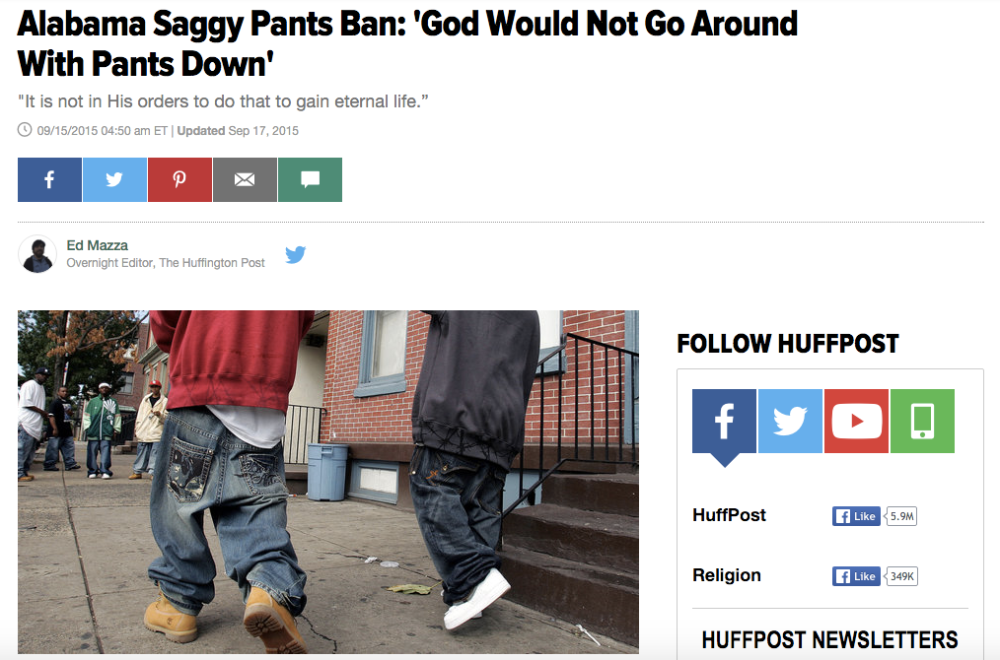 Alabama Saggy Pants Ban: 'God Would Not Go Around
With Pants Down'
"It is not in His orders to do that to gain eternal life.”
09/15/2015 04:50 am ET | Updated Sep 17, 2015
Ed Mazza
Overnight Editor, The Huffington Post
FOLLOW HUFFPOST
HuffPost
Like 5.9M
Religion
Like 349K
HUFFPOST NEWSLETTERS